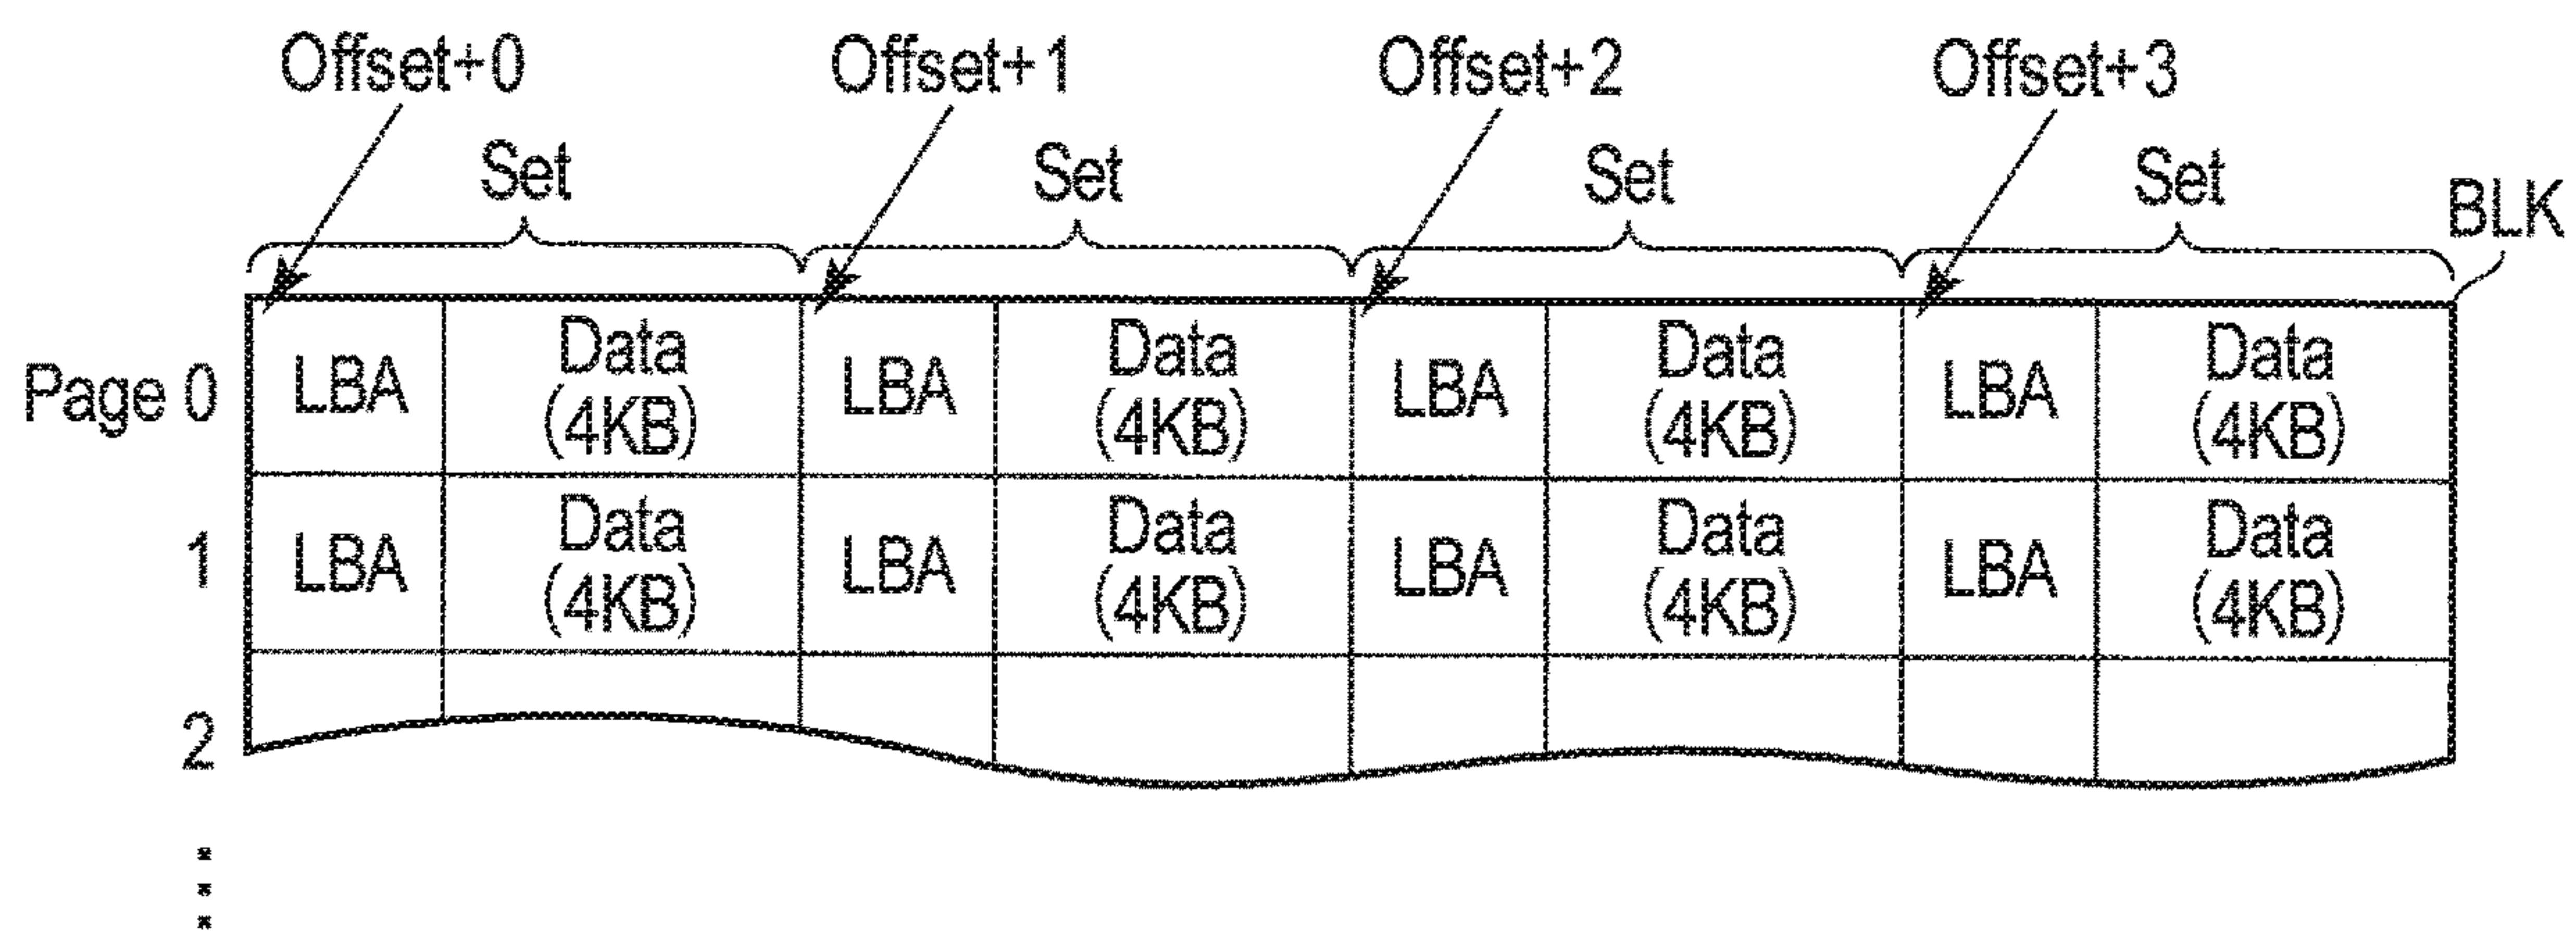 Offset+0 Offset+1 Offset+2 Offset+3
Set Set Set Set BLK
Page 0 LBA Data (4KB) LBA Data (4KB) LBA Data (4KB) LBA Data (4KB)
1 LBA Data (4KB) LBA Data (4KB) LBA Data (4KB) LBA Data (4KB)
2